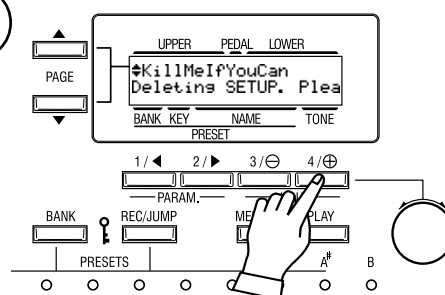 UPPER PEDAL LOWER
PAGE
KillMeIfYouCan
Deleting SETUP. Plea
BANK KEY NAME TONE
PRESET
1/◀ 2/▶ 3/⊖ 4/⊕
PARAM.
BANK REC/JUMP PLAY
PRESETS
A# B